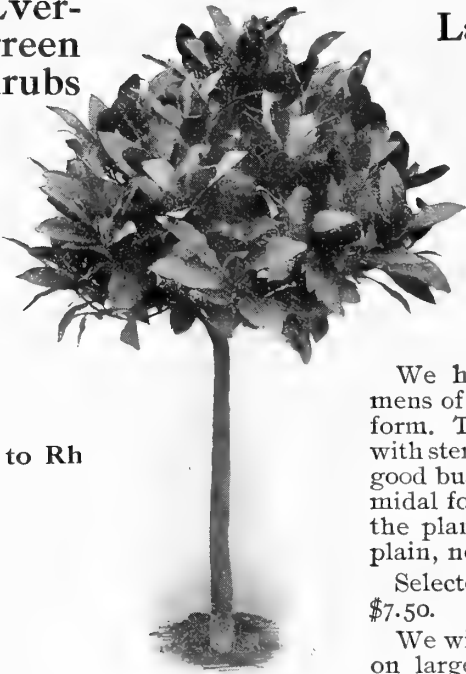 Ever-
green
rubs
La
to Rh
We h
mens of
form. T
with ster
good bu
midal fo
the plan
plain, no
Selecte
$7.50.
We wi
on large